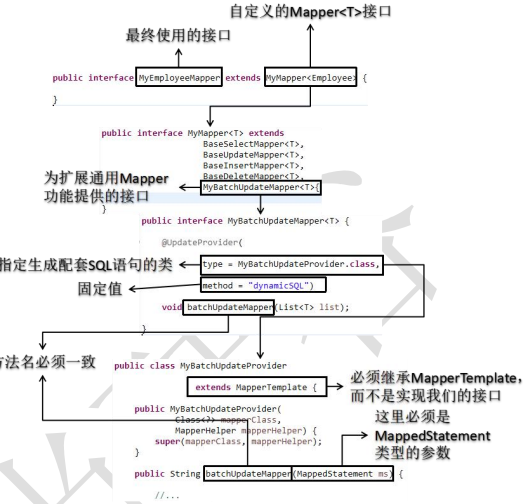 自定义的Mapper<T>接口
最终使用的接口
public interface MyEmployeeMapper extends MyMapper<Employee> {
}
public interface MyMapper<T> extends
BaseSelectMapper<T>,
BaseUpdateMapper<T>,
BaseInsertMapper<T>,
BaseDeleteMapper<T>,
MyBatchUpdateMapper<T>{
}
为扩展通用Mapper
功能提供的接口
public interface MyBatchUpdateMapper<T> {
@UpdateProvider(
type = MyBatchUpdateProvider.class,
method = "dynamicSQL")
void batchUpdateMapper(List<T> list);
}
指定生成配套SQL语句的类
固定值
方法名必须一致
public class MyBatchUpdateProvider
extends MapperTemplate {
必须继承MapperTemplate，
而不是实现我们的接口
public MyBatchUpdateProvider(
Class<?> mapperClass,
MapperHelper mapperHelper) {
super(mapperClass, mapperHelper);
}
这里必须是
MappedStatement
类型的参数
public String batchUpdateMapper(MappedStatement ms) {
//...